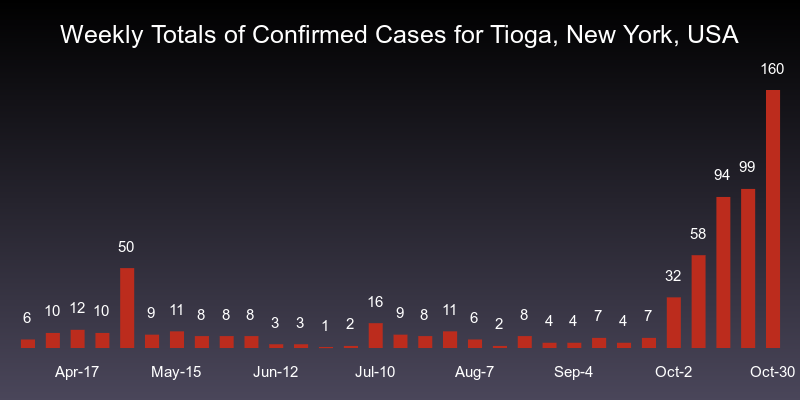 Weekly Totals of Confirmed Cases for Tioga, New York, USA
6 10 12 10 50 9 11 8 8 8 3 3 1 2 16 9 8 11 6 2 8 4 4 7 4 7 32 58 94 99 160
Apr-17 May-15 Jun-12 Jul-10 Aug-7 Sep-4 Oct-2 Oct-30